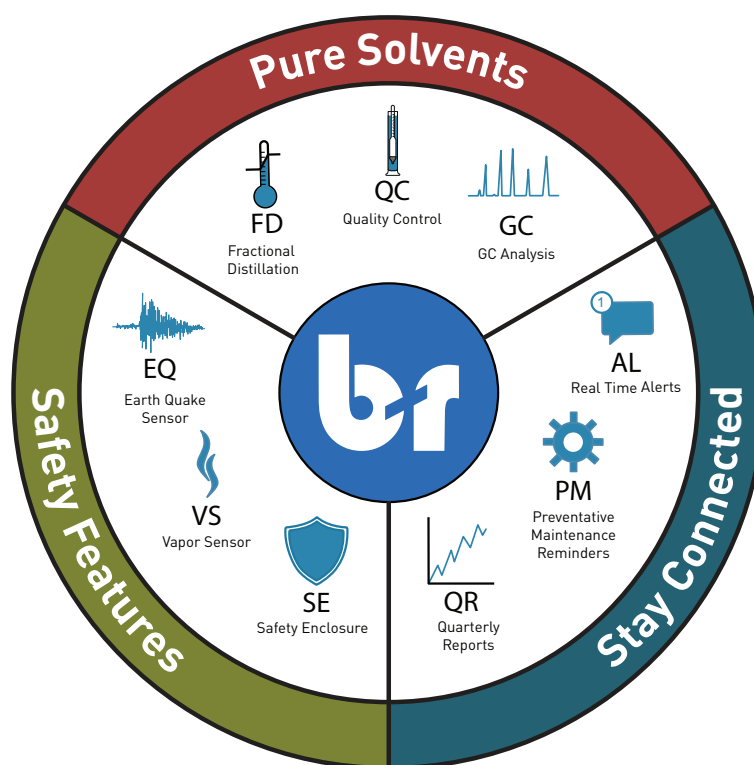 Pure Solvents
FD
Fractional
Distillation
QC
Quality Control
GC
GC Analysis
Safety Features
EQ
Earth Quake
Sensor
VS
Vapor Sensor
SE
Safety Enclosure
br
Stay Connected
1
AL
Real Time Alerts
PM
Preventative
Maintenance
Reminders
QR
Quarterly
Reports